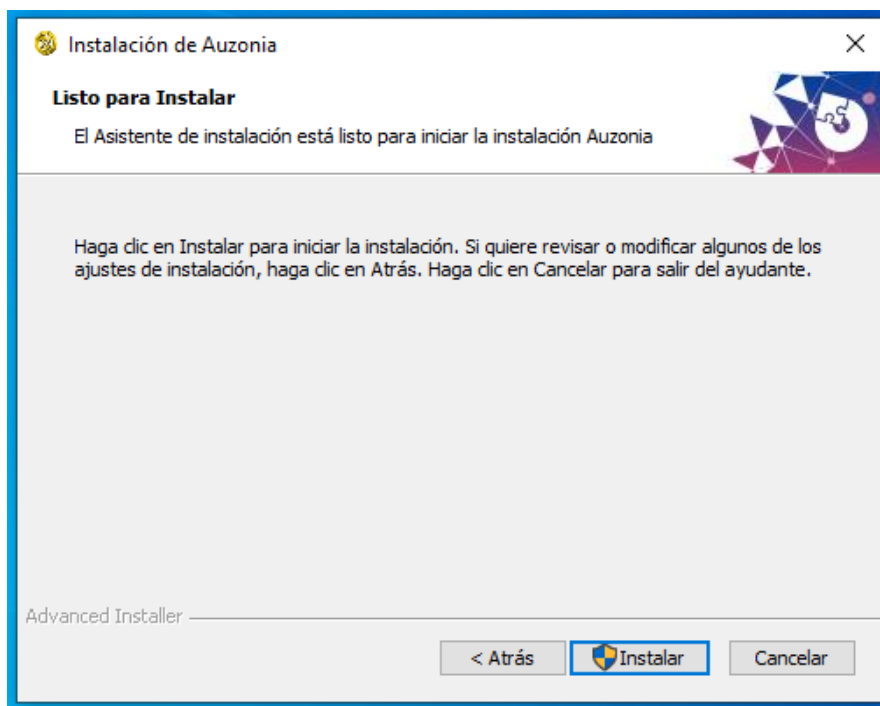 Instalación de Auzonia
Listo para Instalar
El Asistente de instalación está listo para iniciar la instalación Auzonia
Haga clic en Instalar para iniciar la instalación. Si quiere revisar o modificar algunos de los
ajustes de instalación, haga clic en Atrás. Haga clic en Cancelar para salir del ayudante.
Advanced Installer
< Atrás
Instalar
Cancelar